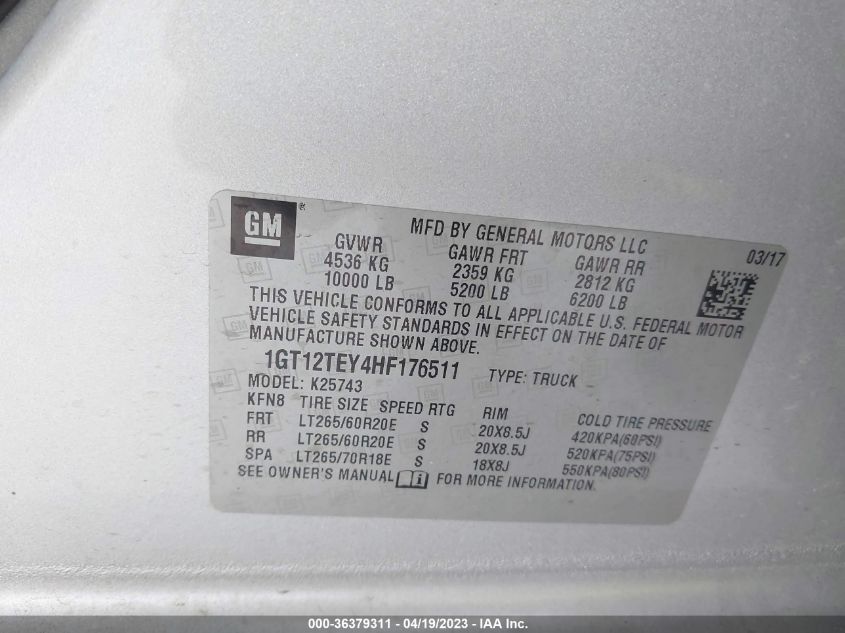 GM
MFD BY GENERAL MOTORS LLC
03/17
GVWR GAWR FRT GAWR RR
4536 KG 2359 KG 2812 KG
10000 LB 5200 LB 6200 LB
THIS VEHICLE CONFORMS TO ALL APPLICABLE U.S. FEDERAL MOTOR
VEHICLE SAFETY STANDARDS IN EFFECT ON THE DATE OF
MANUFACTURE SHOWN ABOVE.
1GT12TEY4HF176511 TYPE: TRUCK
MODEL: K25743
KFN8 TIRE SIZE SPEED RTG RIM COLD TIRE PRESSURE
FRT LT265/60R20E S 20X8.5J 420KPA(60PSI)
RR LT265/60R20E S 20X8.5J 520KPA(75PSI)
SPA LT265/70R18E S 18X8J 550KPA(80PSI)
SEE OWNER'S MANUAL FOR MORE INFORMATION.
000-36379311 - 04/19/2023 - IAA Inc.